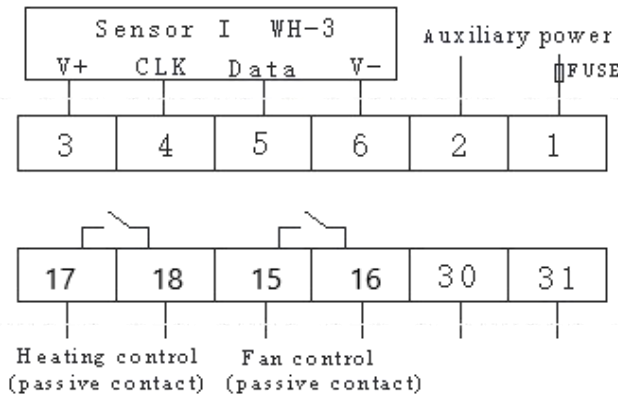 Sensor I WH-3
Auxiliary power
V+ CLK Data V-
FUSE
3 4 5 6 2 1
17 18 15 16 30 31
Heating control Fan control
(passive contact) (passive contact)